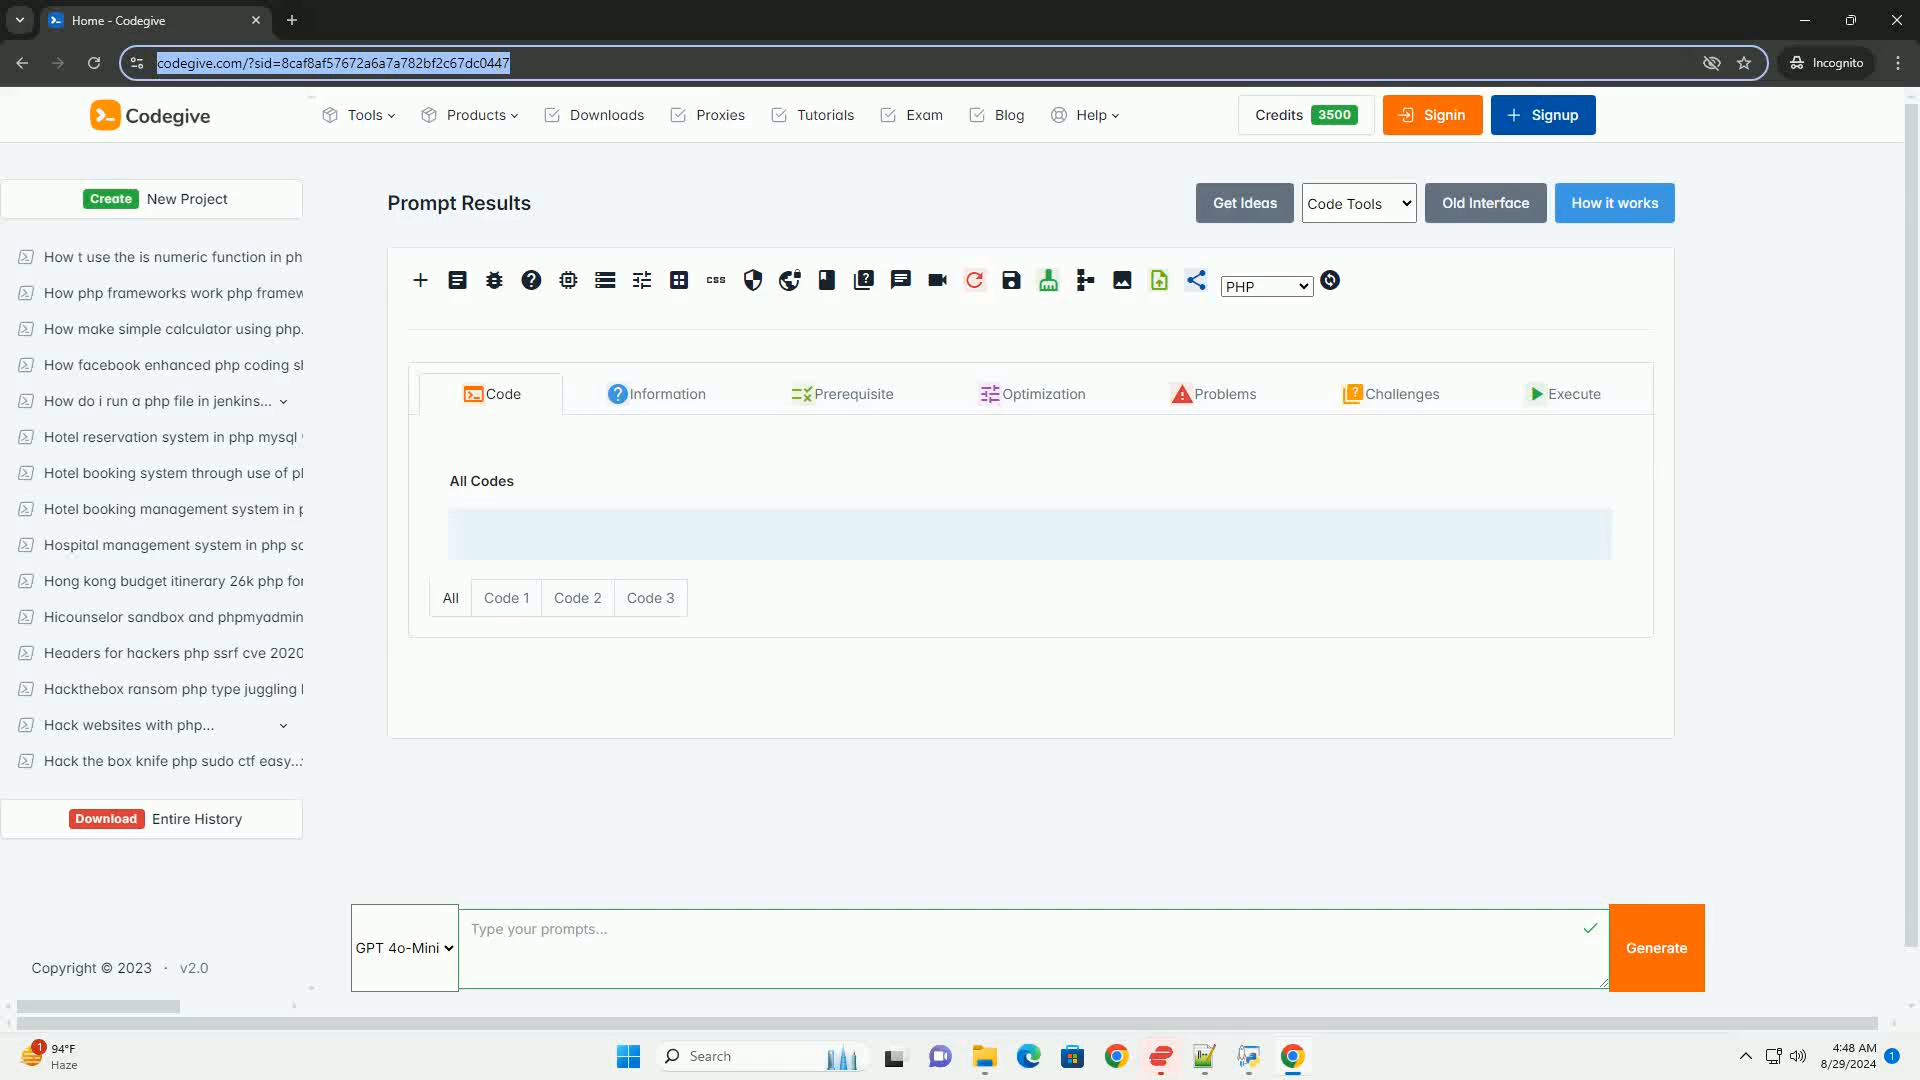 Home - Codegive
codegive.com/?sid=8caf8af57672a6a7a782bf2c67dc0447
Incognito
Codegive
Tools
Products
Downloads
Proxies
Tutorials
Exam
Blog
Help
Credits 3500
Signin
Signup
Create New Project
How t use the is numeric function in ph
How php frameworks work php framew
How make simple calculator using php.
How facebook enhanced php coding sl
How do i run a php file in jenkins...
Hotel reservation system in php mysql
Hotel booking system through use of pl
Hotel booking management system in p
Hospital management system in php sc
Hong kong budget itinerary 26k php for
Hicounselor sandbox and phpmyadmin
Headers for hackers php ssrf cve 2020
Hackthebox ransom php type juggling l
Hack websites with php...
Hack the box knife php sudo ctf easy...
Download Entire History
Copyright © 2023 · v2.0
Prompt Results
Get Ideas
Code Tools
Old Interface
How it works
css
PHP
Code
Information
Prerequisite
Optimization
Problems
Challenges
Execute
All Codes
All
Code 1
Code 2
Code 3
GPT 4o-Mini
Type your prompts...
Generate
1
94°F
Haze
Search
4:48 AM
8/29/2024
1